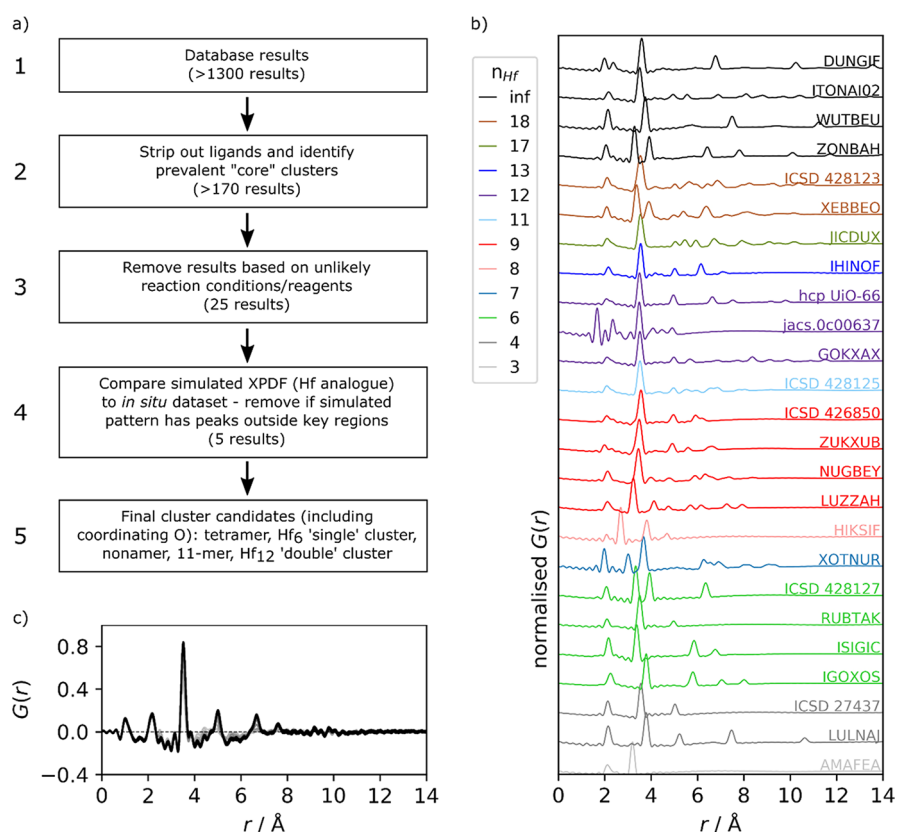 a)
1
Database results
(>1300 results)
2
Strip out ligands and identify
prevalent "core" clusters
(>170 results)
3
Remove results based on unlikely
reaction conditions/reagents
(25 results)
4
Compare simulated XPDF (Hf analogue)
to in situ dataset - remove if simulated
pattern has peaks outside key regions
(5 results)
5
Final cluster candidates (including
coordinating O): tetramer, Hf6 'single' cluster,
nonamer, 11-mer, Hf12 'double' cluster
b)
nHf
inf
18
17
13
12
11
9
8
7
6
4
3
normalised G(r)
DUNGIF
ITONAI02
WUTBEU
ZONBAH
ICSD 428123
XEBBEO
JICDUX
IHINOF
hcp UiO-66
jacs.0c00637
GOKXAX
ICSD 428125
ICSD 426850
ZUKXUB
NUGBEY
LUZZAH
HIKSIF
XOTNUR
ICSD 428127
RUBTAK
ISIGIC
IGOXOS
ICSD 27437
LULNAJ
AMAFEA
0 2 4 6 8 10 12 14
r / Å
c)
G(r)
0.8
0.4
0.0
−0.4
0 2 4 6 8 10 12 14
r / Å